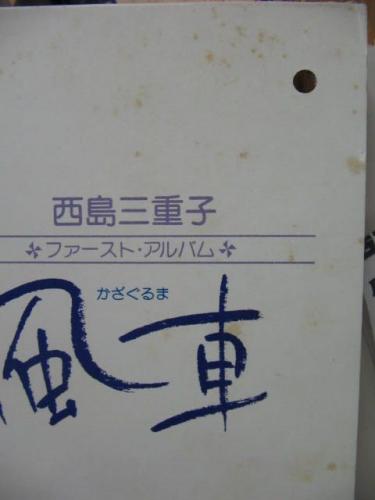 西島三重子
ファースト・アルバム
かざぐるま
風車